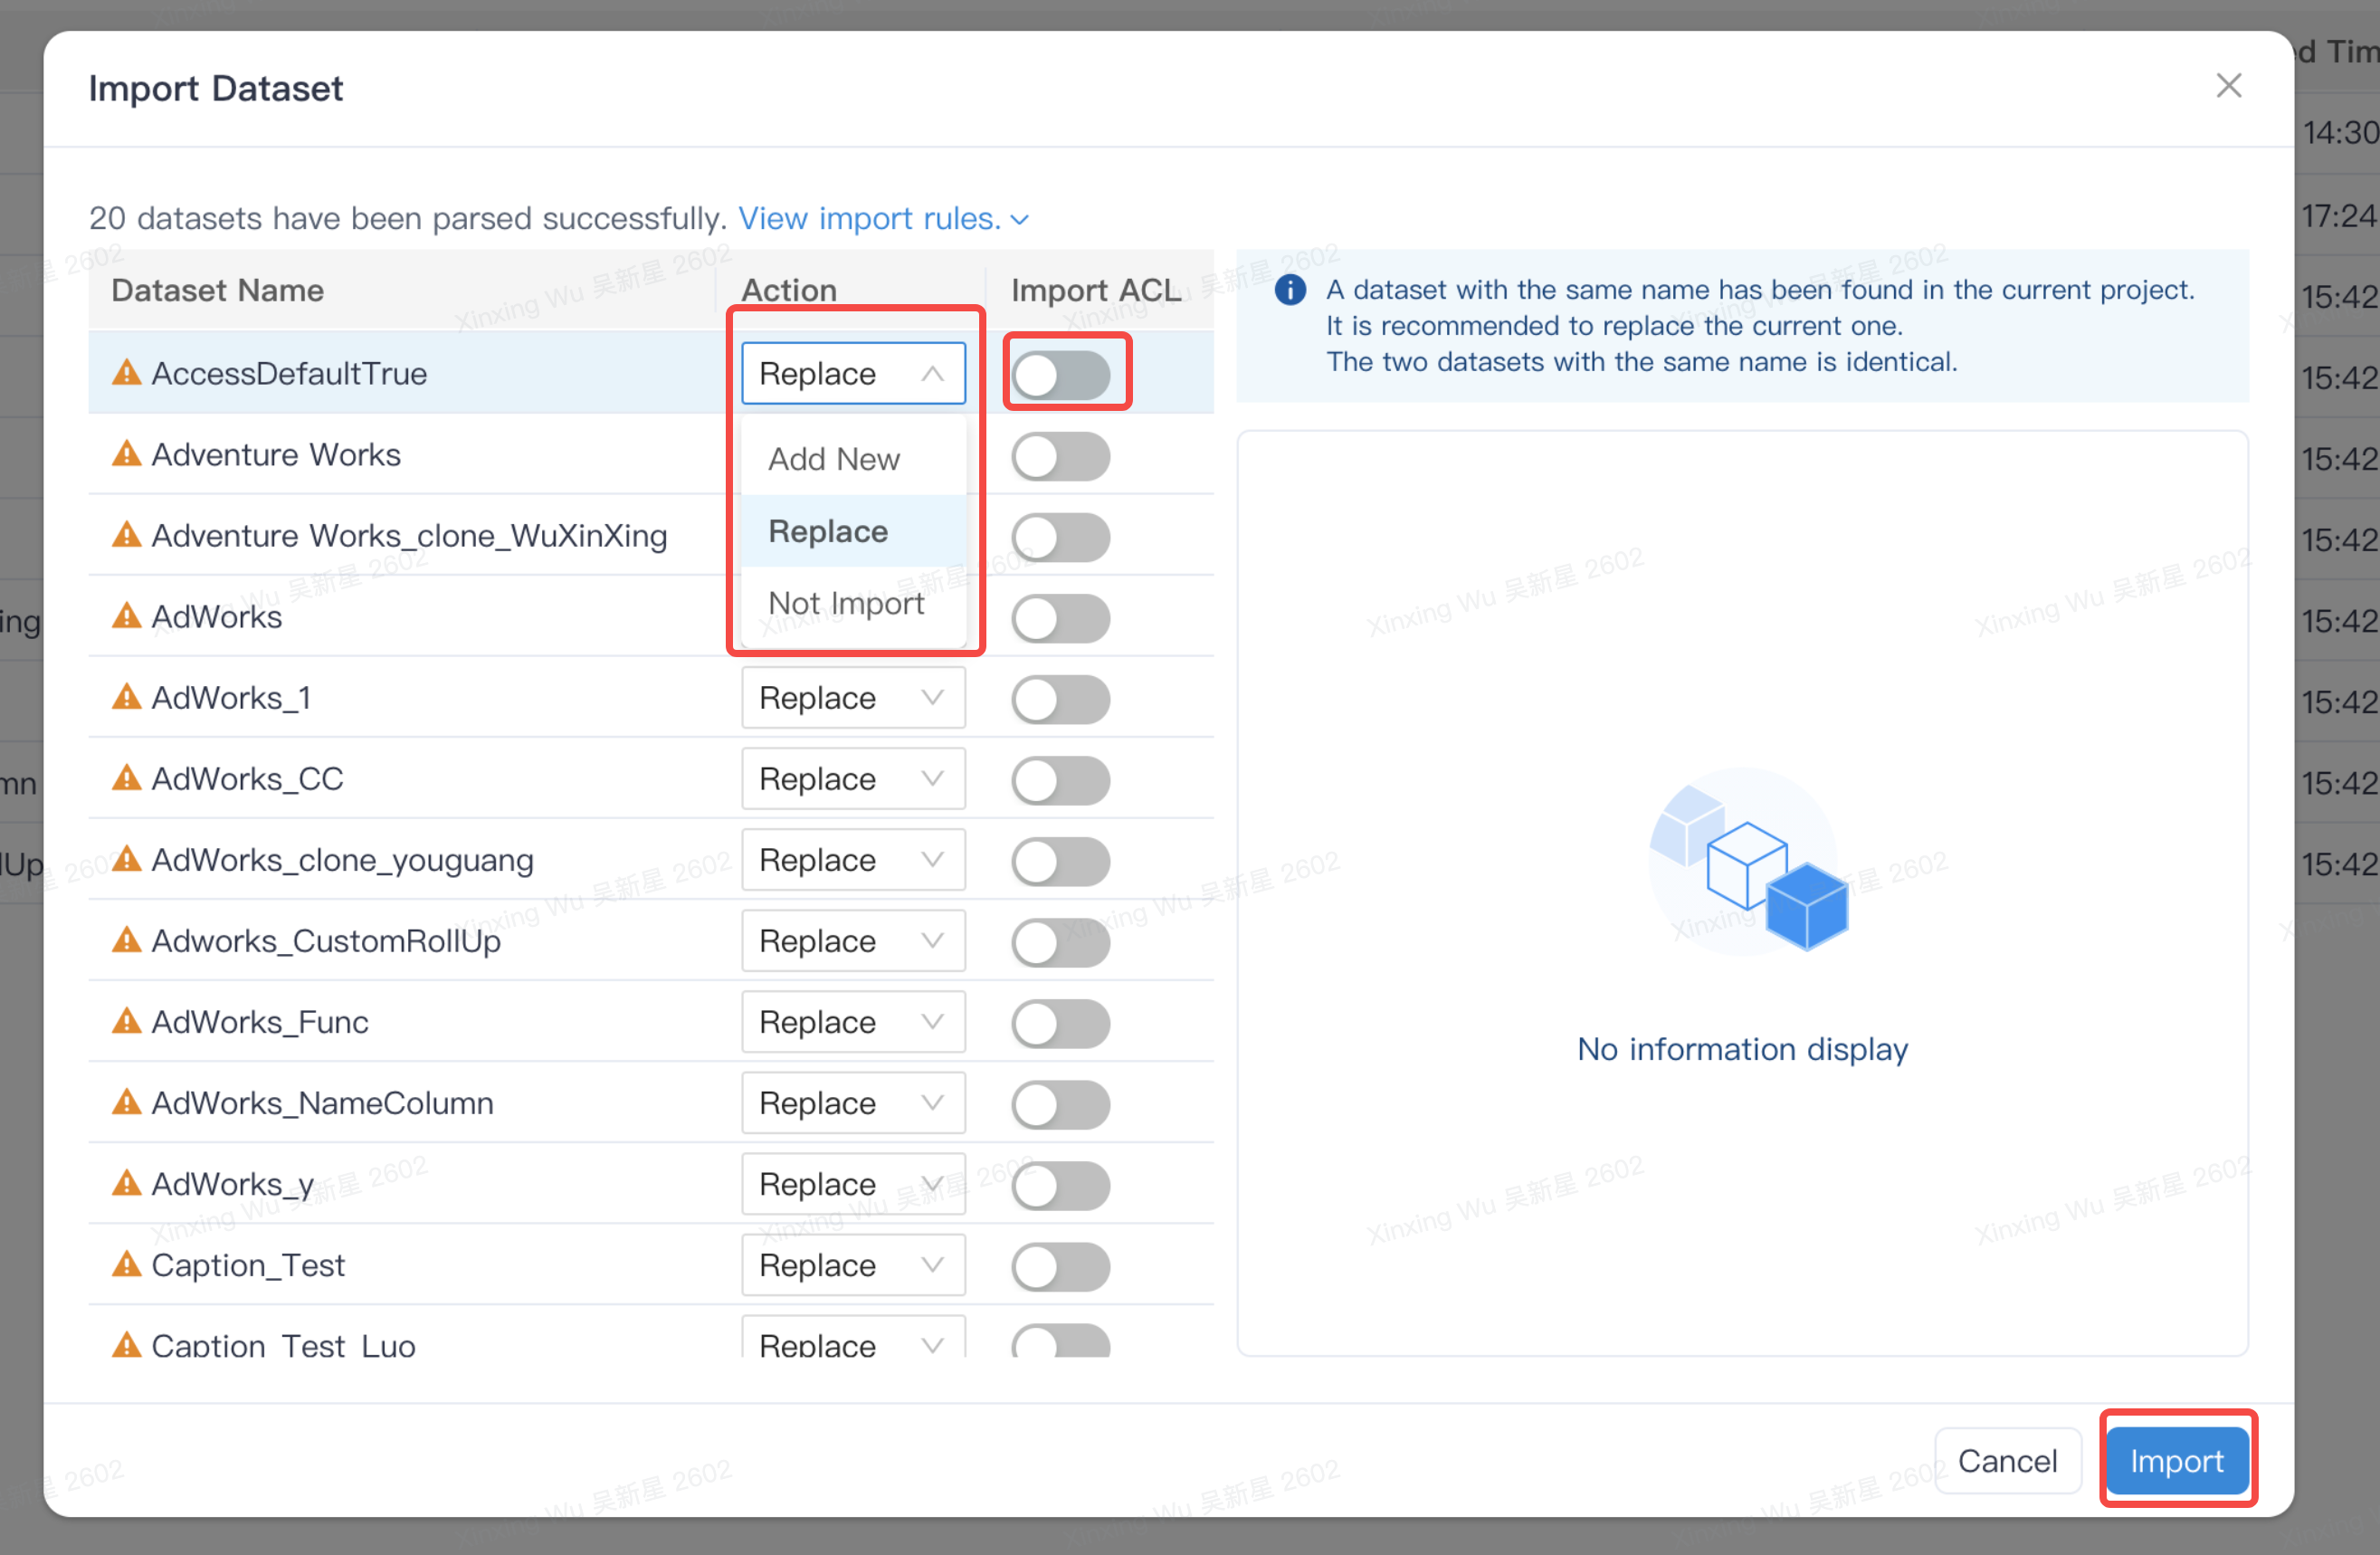 Import Dataset
20 datasets have been parsed successfully. View import rules.
Dataset Name Action Import ACL
AccessDefaultTrue Replace
Add New
Replace
Not Import
Adventure Works
Adventure Works_clone_WuXinXing
AdWorks
AdWorks_1 Replace
AdWorks_CC Replace
AdWorks_clone_youguang Replace
Adworks_CustomRollUp Replace
AdWorks_Func Replace
AdWorks_NameColumn Replace
AdWorks_y Replace
Caption_Test Replace
Caption_Test_Luo Replace
A dataset with the same name has been found in the current project.
It is recommended to replace the current one.
The two datasets with the same name is identical.
No information display
Cancel Import
d Tim
14:30
17:24
15:42
15:42
15:42
15:42
15:42
15:42
15:42
15:42
ing
mn
lUp
Xinxing Wu 吴新星 2602